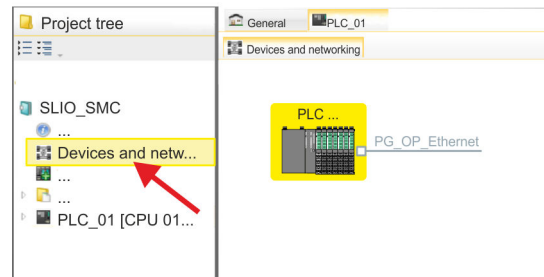 Project tree
General
PLC_01
Devices and networking
SLIO_SMC
...
Devices and netw...
...
...
PLC_01 [CPU 01...
PLC ...
PG_OP_Ethernet